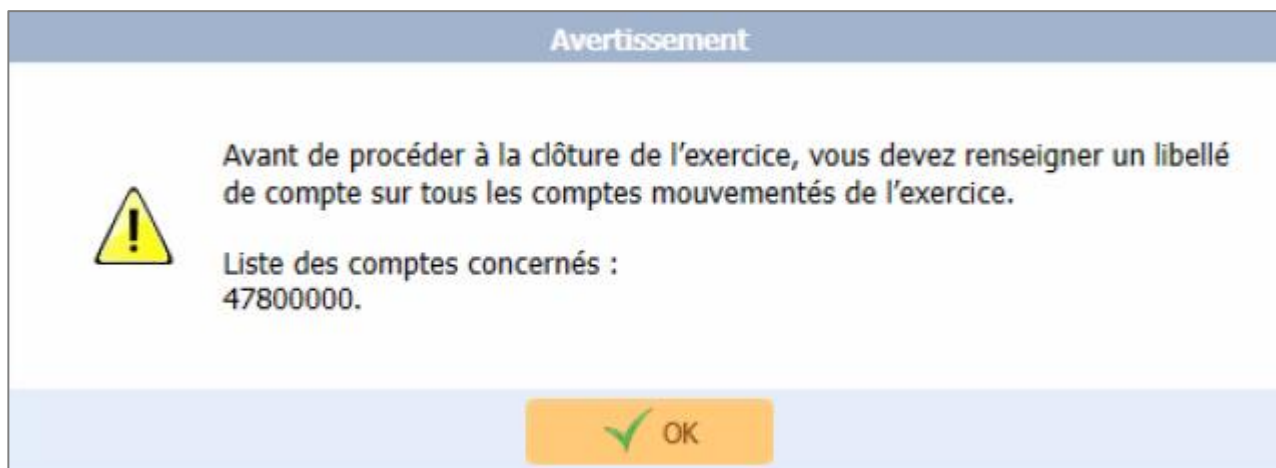 Avertissement
Avant de procéder à la clôture de l’exercice, vous devez renseigner un libellé
de compte sur tous les comptes mouvementés de l’exercice.
Liste des comptes concernés :
47800000.
OK